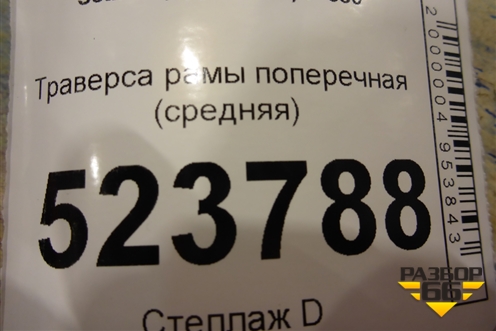 Траверса рамы поперечная
(средняя)
523788
Стеллаж D
2000004953843
РАЗБОР
66